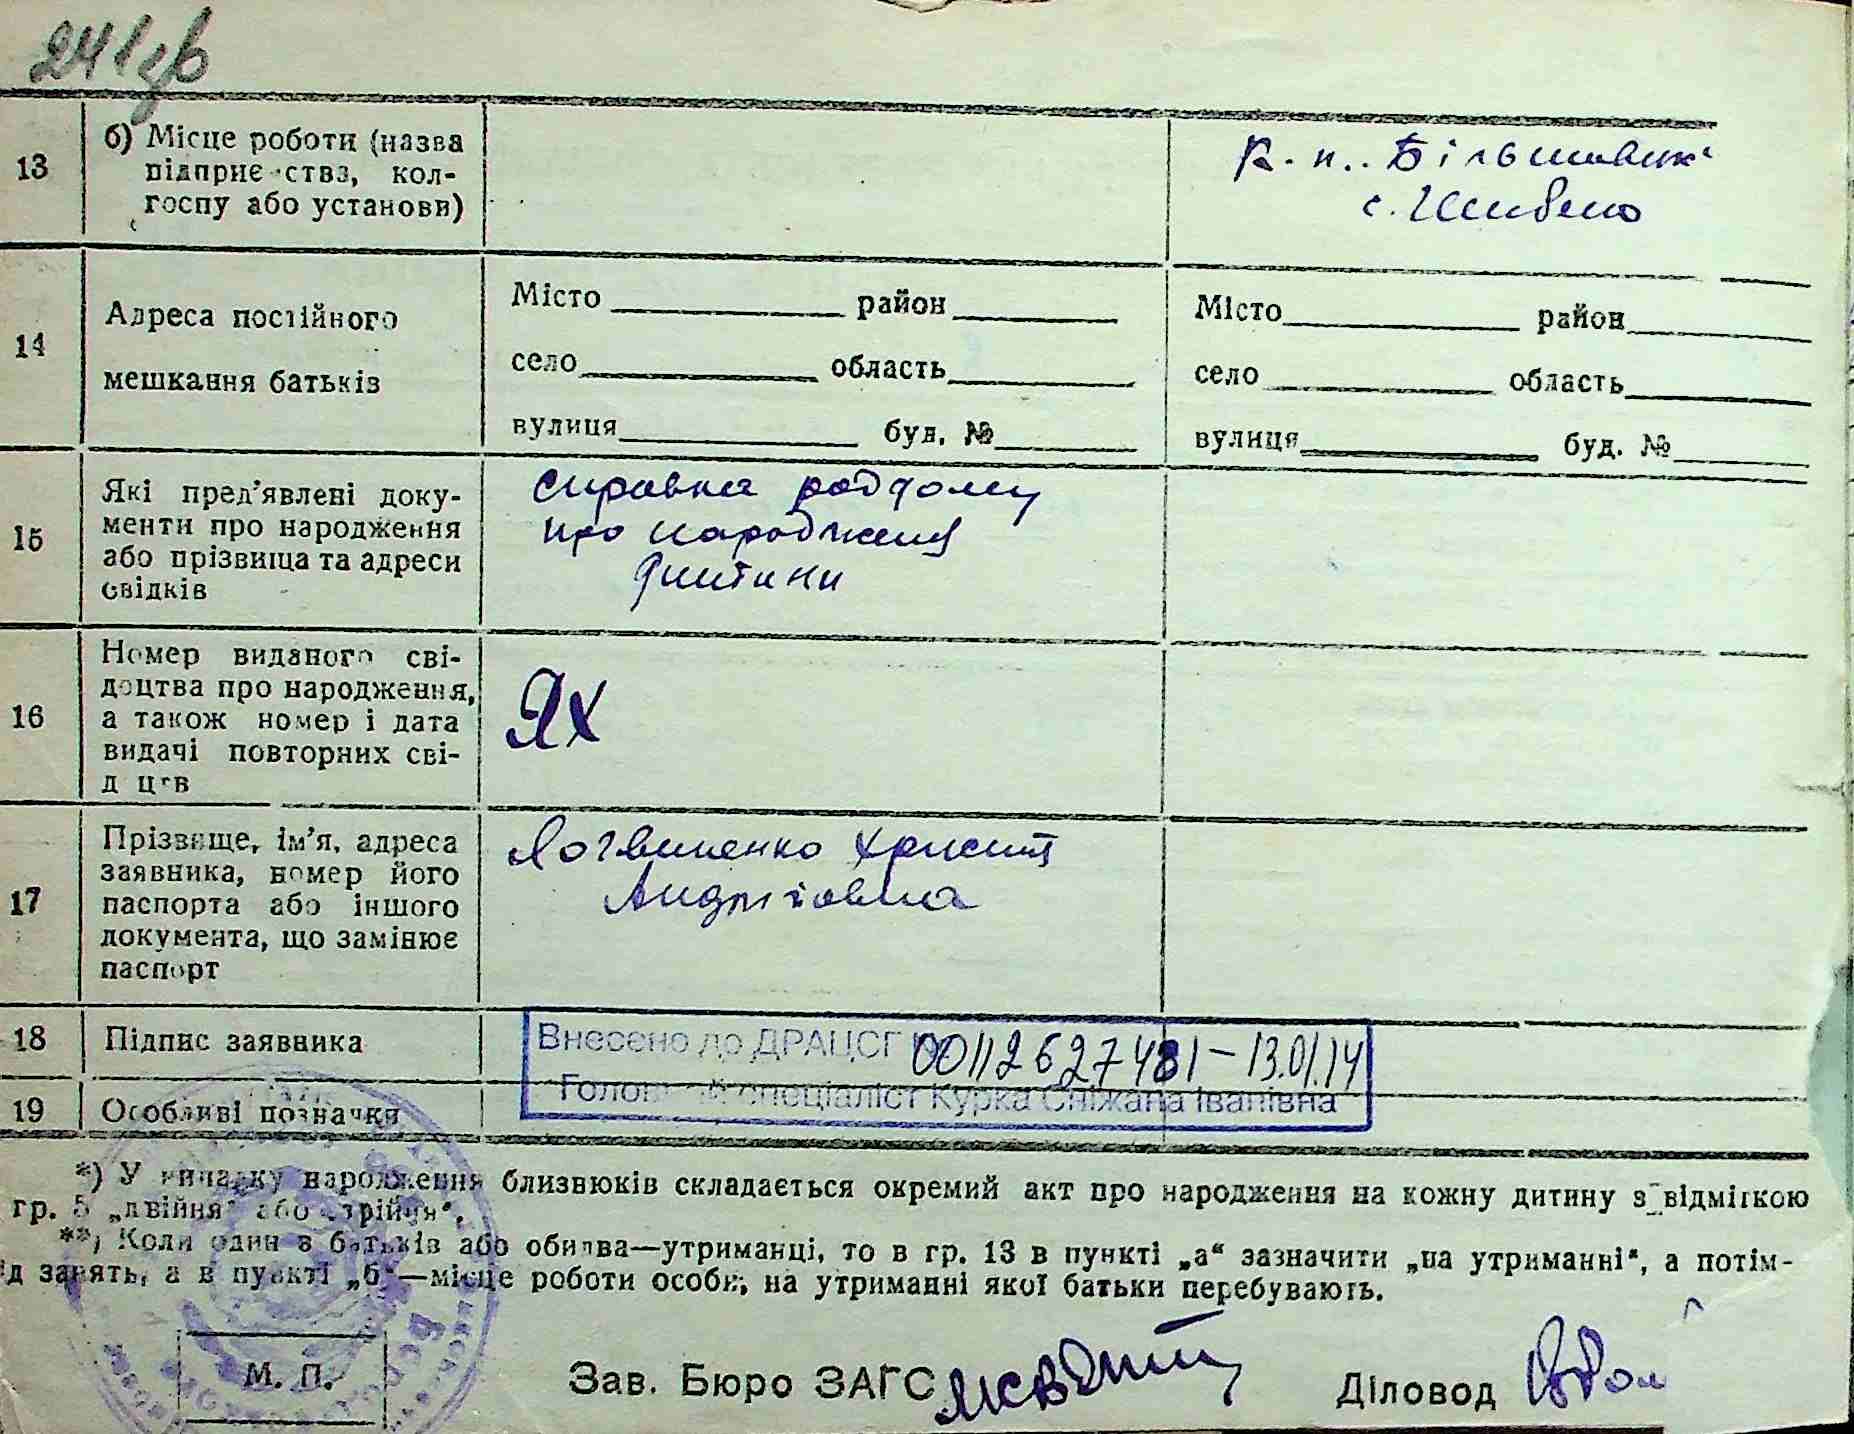 241зв
13
б) Місце роботи (назва
підприємства, кол-
госпу або установи)
к-п. „Більшовик"
14
Адреса постійного
мешкання батьків
Місто район
село область
вулиця буд. №
Місто район
село область
вулиця буд. №
15
Які пред'явлені доку-
менти про народження
або прізвища та адреси
свідків
справка роддому
про народження
дитини
16
Номер виданого сві-
доцтва про народження,
а також номер і дата
видачі повторних сві-
д цтв
ЯХ
17
Прізвище, ім'я, адреса
заявника, номер його
паспорта або іншого
документа, що замінює
паспорт
Логвиненко Христя
Андріївна
18
Підпис заявника
Внесено до ДРАЦСГ 00112627481 – 13.01.14
19
Особливі позначки
Головний спеціаліст Курка Сніжана Іванівна
*) У випадку народження близнюків складається окремий акт про народження на кожну дитину з відміткою
гр. 5 „двійня" або „трійця".
**) Коли один з батьків або обидва—утриманці, то в гр. 13 в пункті „а" зазначити „на утриманні", а потім-
д занять, а в пункті „б"—місце роботи особи, на утриманні якої батьки перебувають.
М. П.
Зав. Бюро ЗАГС
Діловод